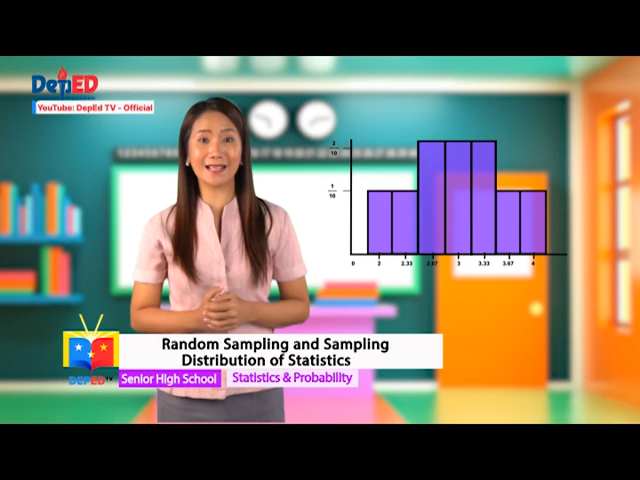 DepED
YouTube: DepEd TV - Official
2
10
1
10
0 2 2.33 2.67 3 3.33 3.67 4
Random Sampling and Sampling
Distribution of Statistics
DEPED
Senior High School Statistics & Probability